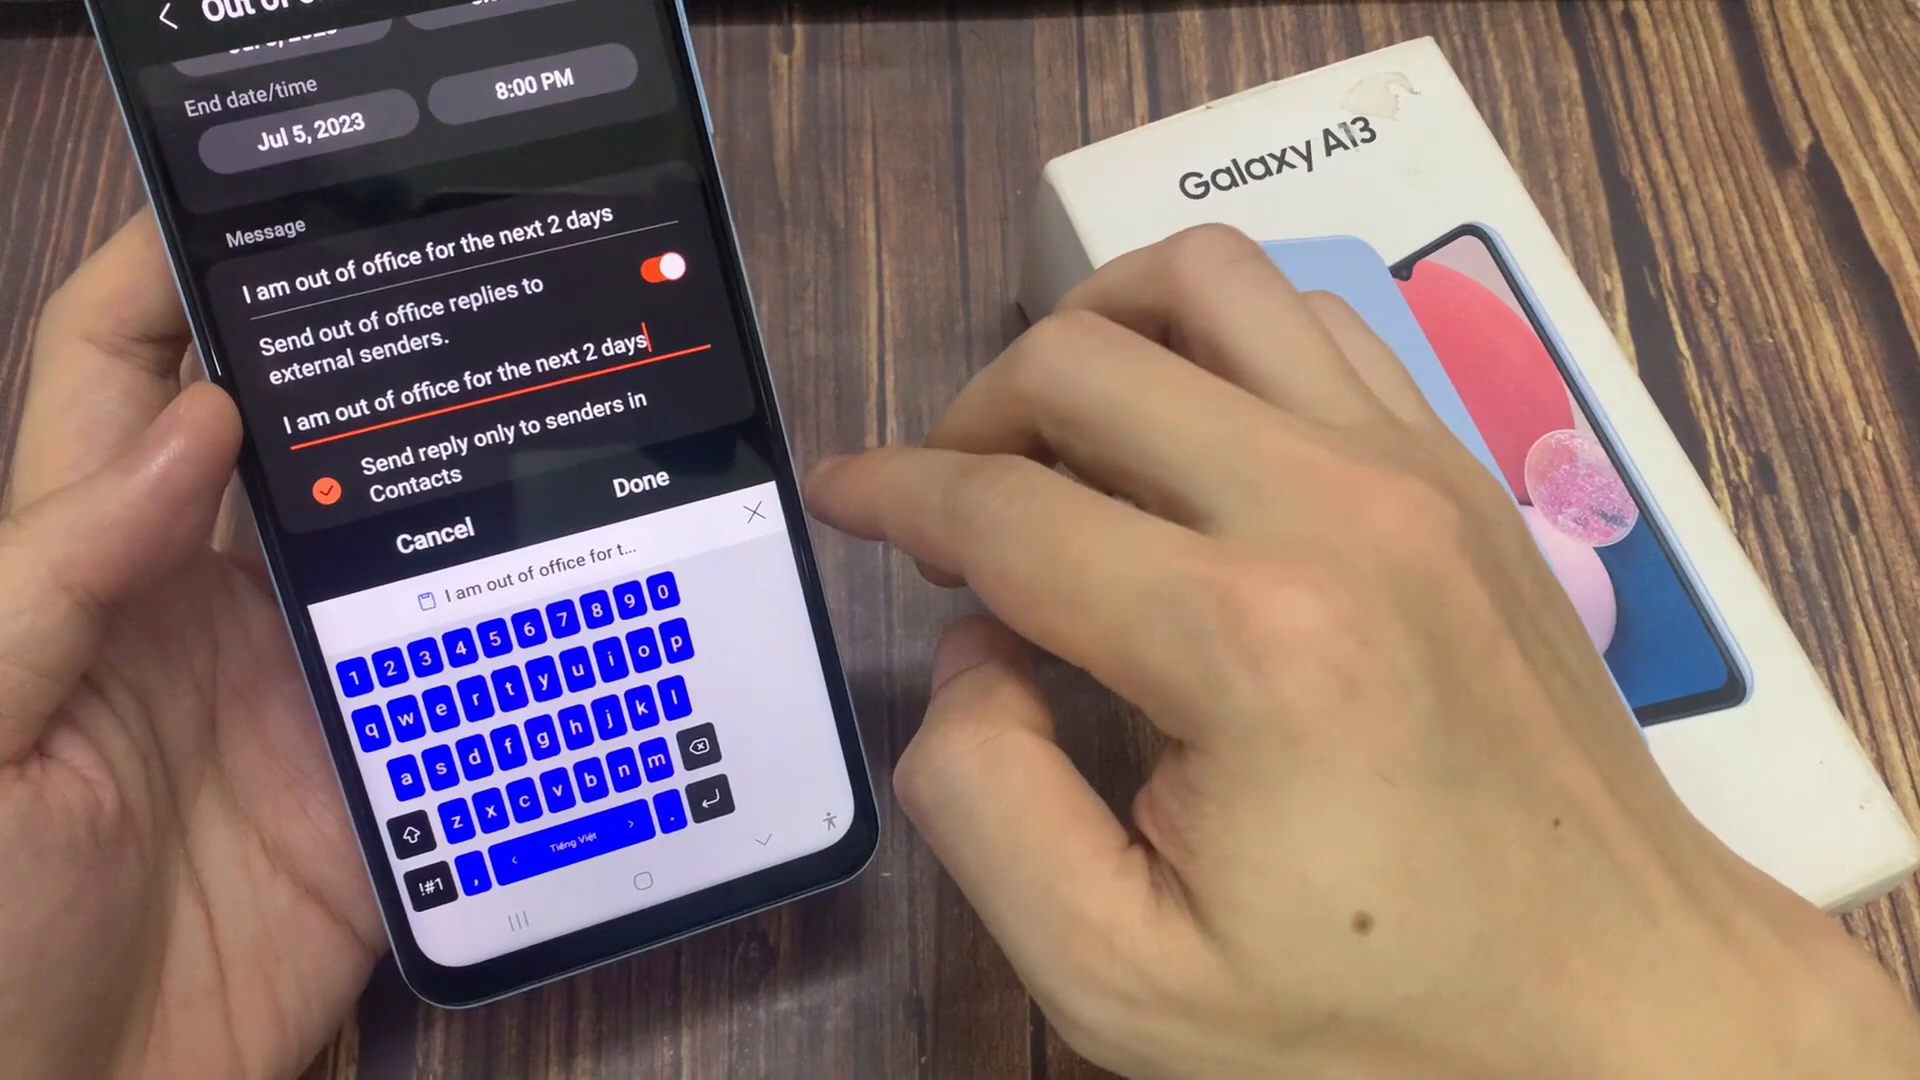 Out of
End date/time
Jul 5, 2023
8:00 PM
Message
I am out of office for the next 2 days
Send out of office replies to
external senders.
I am out of office for the next 2 days
Send reply only to senders in
Contacts
Cancel
Done
I am out of office for t...
1 2 3 4 5 6 7 8 9 0
q w e r t y u i o p
a s d f g h j k l
z x c v b n m
!#1 , < Tiếng Việt > .
Galaxy A13